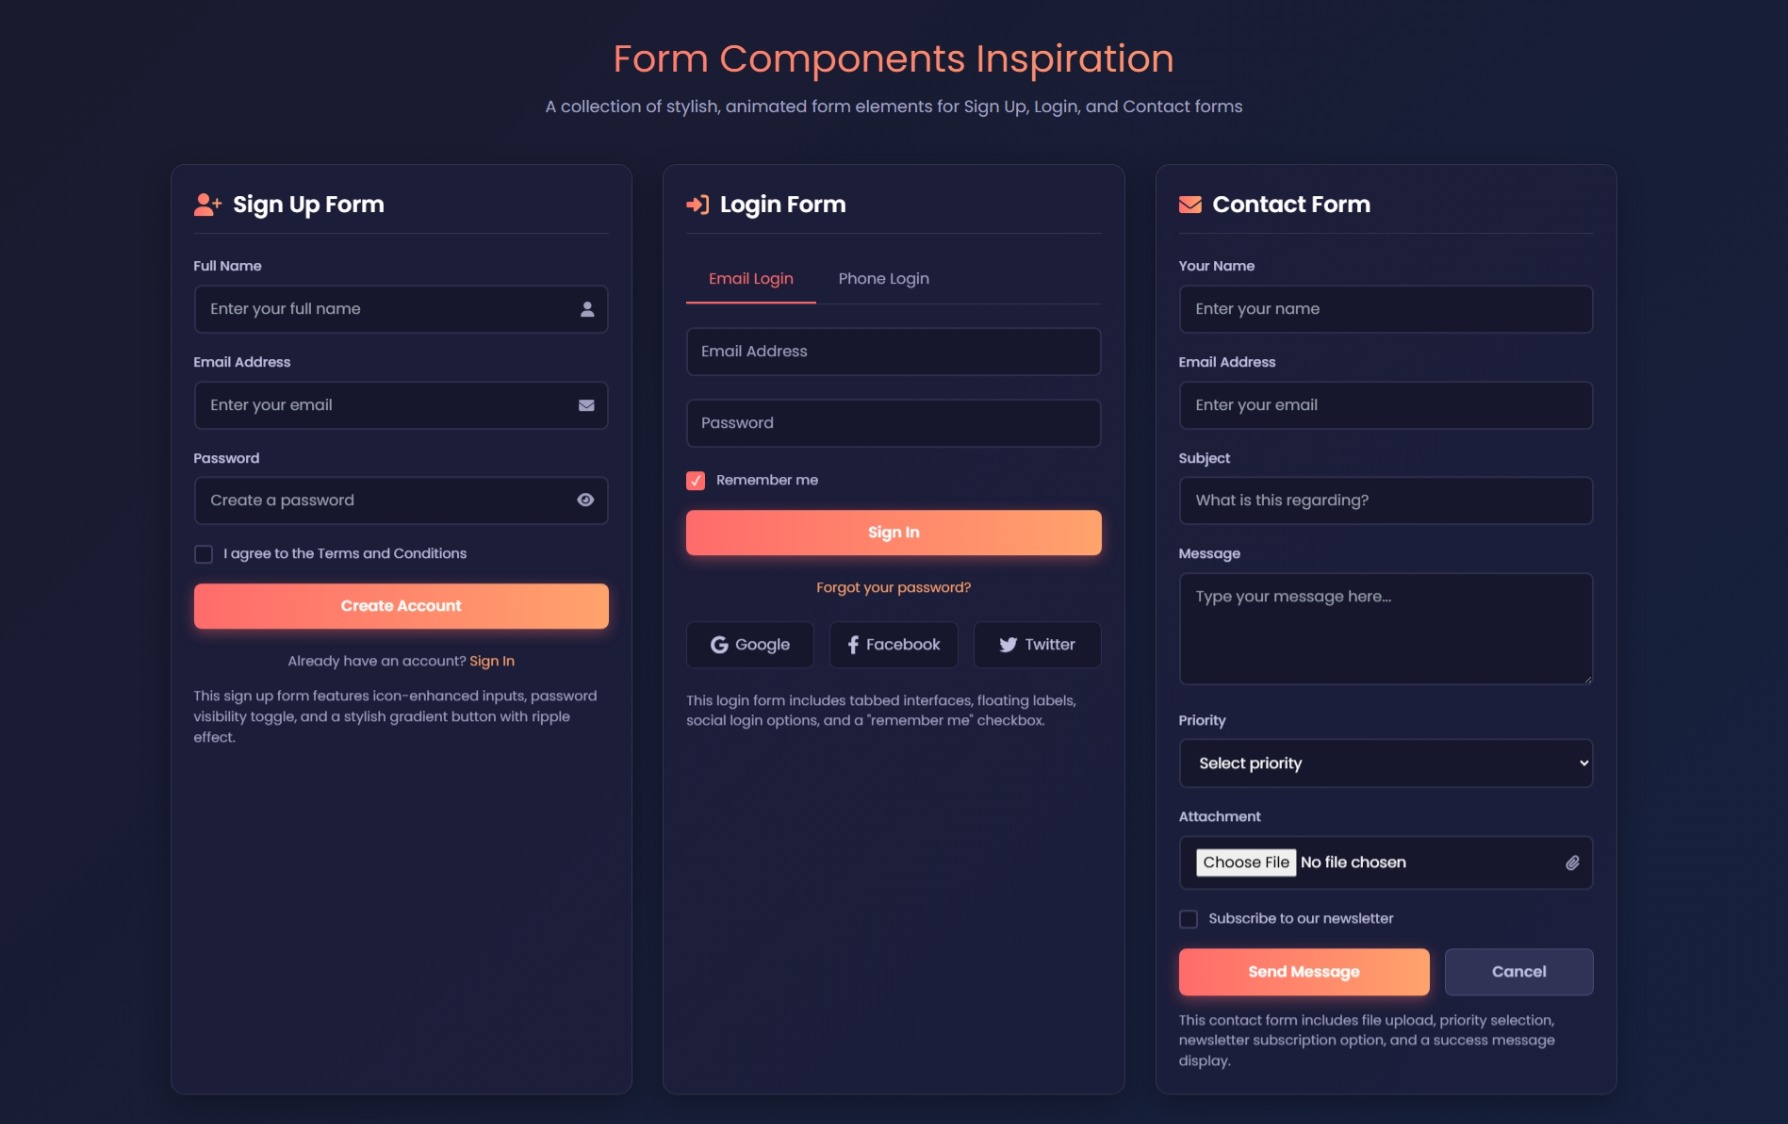 Form Components Inspiration
A collection of stylish, animated form elements for Sign Up, Login, and Contact forms
Sign Up Form
Full Name
Enter your full name
Email Address
Enter your email
Password
Create a password
I agree to the Terms and Conditions
Create Account
Already have an account? Sign In
This sign up form features icon-enhanced inputs, password
visibility toggle, and a stylish gradient button with ripple
effect.
Login Form
Email Login
Phone Login
Email Address
Password
Remember me
Sign In
Forgot your password?
Google
Facebook
Twitter
This login form includes tabbed interfaces, floating labels,
social login options, and a "remember me" checkbox.
Contact Form
Your Name
Enter your name
Email Address
Enter your email
Subject
What is this regarding?
Message
Type your message here...
Priority
Select priority
Attachment
Choose File No file chosen
Subscribe to our newsletter
Send Message
Cancel
This contact form includes file upload, priority selection,
newsletter subscription option, and a success message
display.